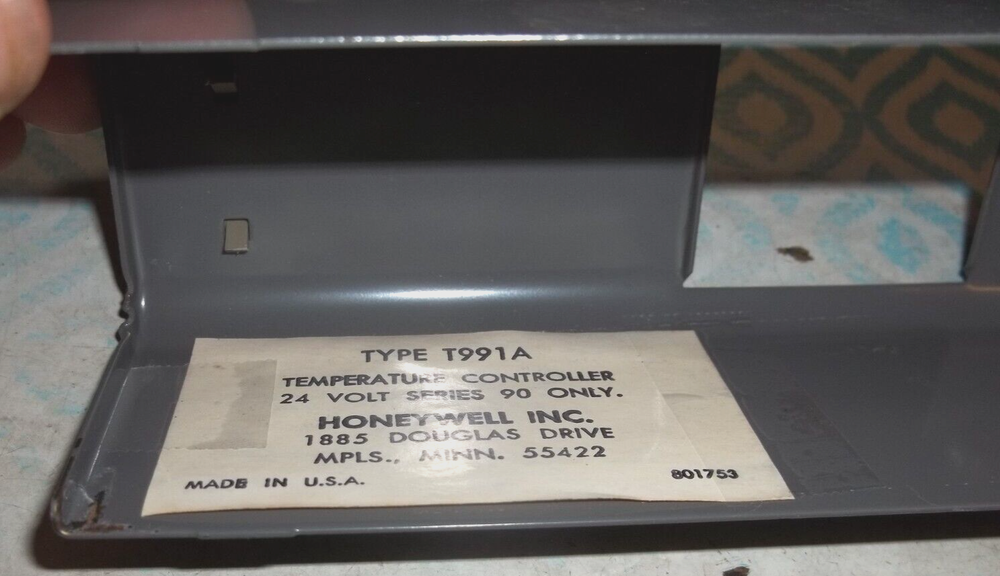 TYPE T991A
TEMPERATURE CONTROLLER
24 VOLT SERIES 90 ONLY.
HONEYWELL INC.
1885 DOUGLAS DRIVE
MPLS., MINN. 55422
MADE IN U.S.A.
801753